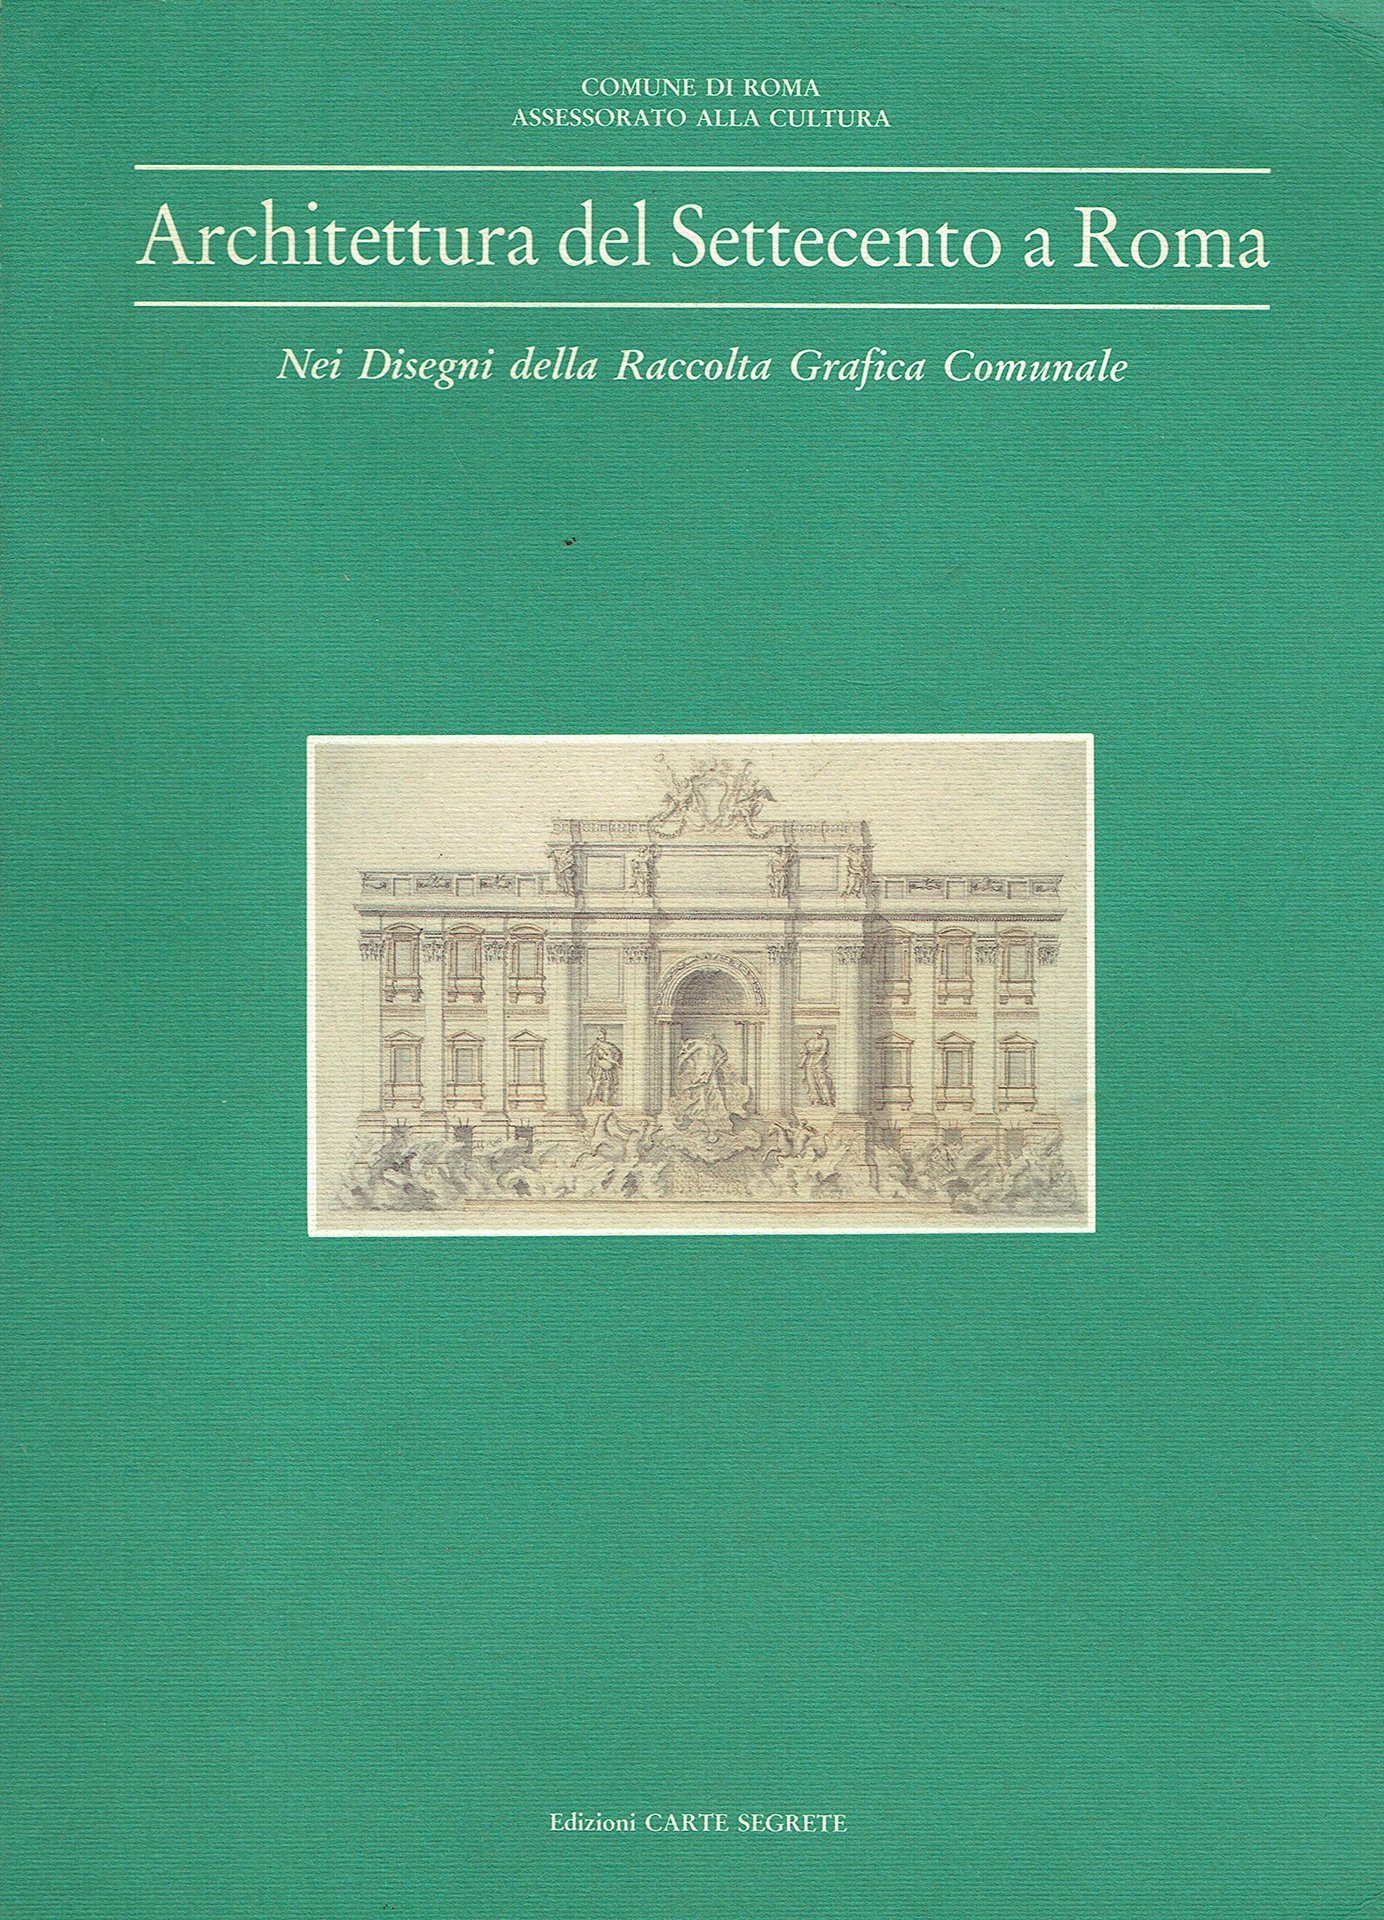 COMUNE DI ROMA
ASSESSORATO ALLA CULTURA
Architettura del Settecento a Roma
Nei Disegni della Raccolta Grafica Comunale
Edizioni CARTE SEGRETE